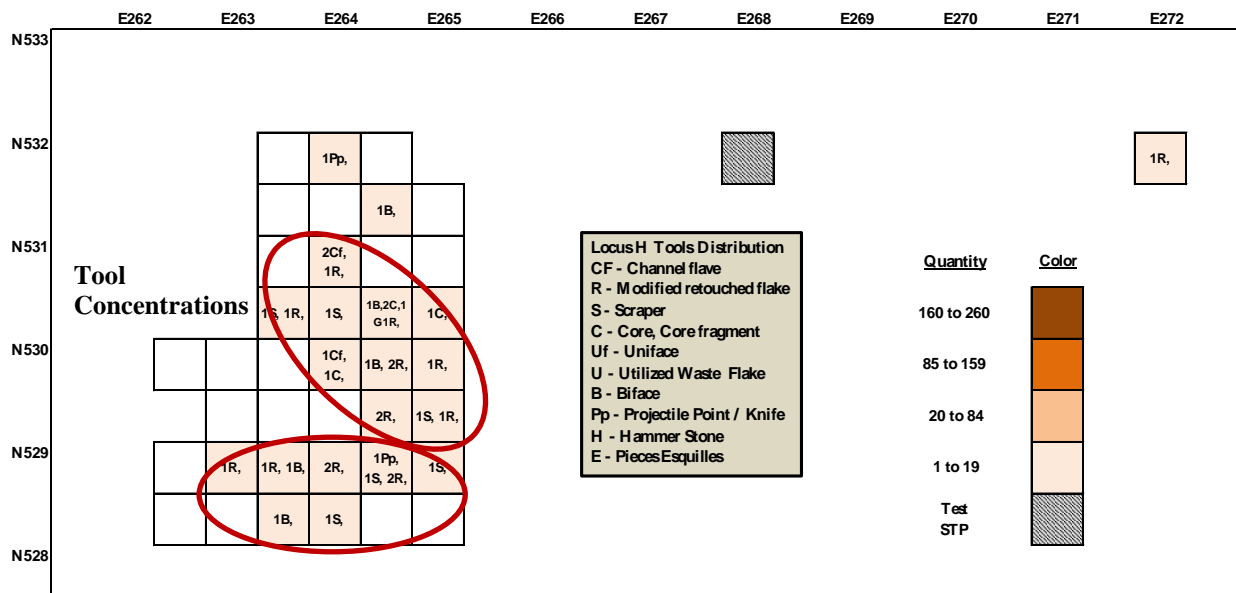 E262 E263 E264 E265 E266 E267 E268 E269 E270 E271 E272
N533
N532
1Pp,
1R,
1B,
N531
2Cf,
1R,
Tool
Concentrations
1S, 1R,
1S,
1B,2C,1
G1R,
1C,
N530
1Cf,
1C,
1B, 2R,
1R,
2R,
1S, 1R,
N529
1R,
1R, 1B,
2R,
1Pp,
1S, 2R,
1S,
1B,
1S,
N528
Locus H Tools Distribution
CF - Channel flave
R - Modified retouched flake
S - Scraper
C - Core, Core fragment
Uf - Uniface
U - Utilized Waste Flake
B - Biface
Pp - Projectile Point / Knife
H - Hammer Stone
E - Pieces Esquilles
Quantity Color
160 to 260
85 to 159
20 to 84
1 to 19
Test
STP